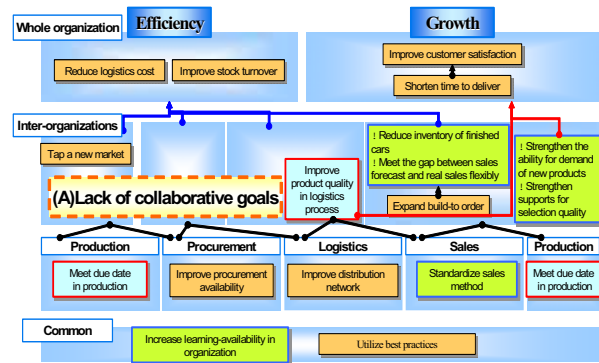 Whole organization
Efficiency
Growth
Reduce logistics cost
Improve stock turnover
Improve customer satisfaction
Shorten time to deliver
Inter-organizations
Tap a new market
(A)Lack of collaborative goals
Improve
product quality
in logistics
process
! Reduce inventory of finished
cars
! Meet the gap between sales
forecast and real sales flexibly
Expand build-to order
! Strengthen the
ability for demand
of new products
! Strengthen
supports for
selection quality
Production
Procurement
Logistics
Sales
Production
Meet due date
in production
Improve procurement
availability
Improve distribution
network
Standardize sales
method
Meet due date
in production
Common
Increase learning-availability in
organization
Utilize best practices